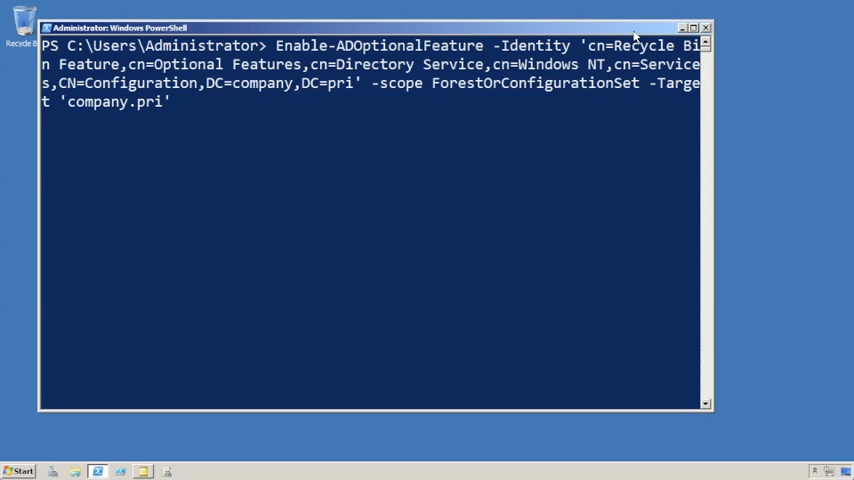 Administrator: Windows PowerShell
PS C:\Users\Administrator> Enable-ADOptionalFeature -Identity 'cn=Recycle Bi
n Feature,cn=Optional Features,cn=Directory Service,cn=Windows NT,cn=Service
s,CN=Configuration,DC=company,DC=pri' -scope ForestOrConfigurationSet -Targe
t 'company.pri'
Recycle B
Start